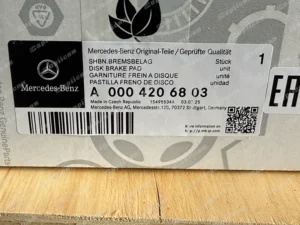 Mercedes-Benz Original-Teile / Geprüfte Qualität
SHBN.BREMSBELAG Stück 1
DISK BRAKE PAD unit
GARNITURE FREIN A DISQUE unité
PASTILLA FRENO DE DISCO unidad
Mercedes-Benz
A 000 420 68 03
Made in Czech Republic
Mercedes-Benz AG, Mercedesstr. 120, 70372 Stuttgart, Germany
EAC